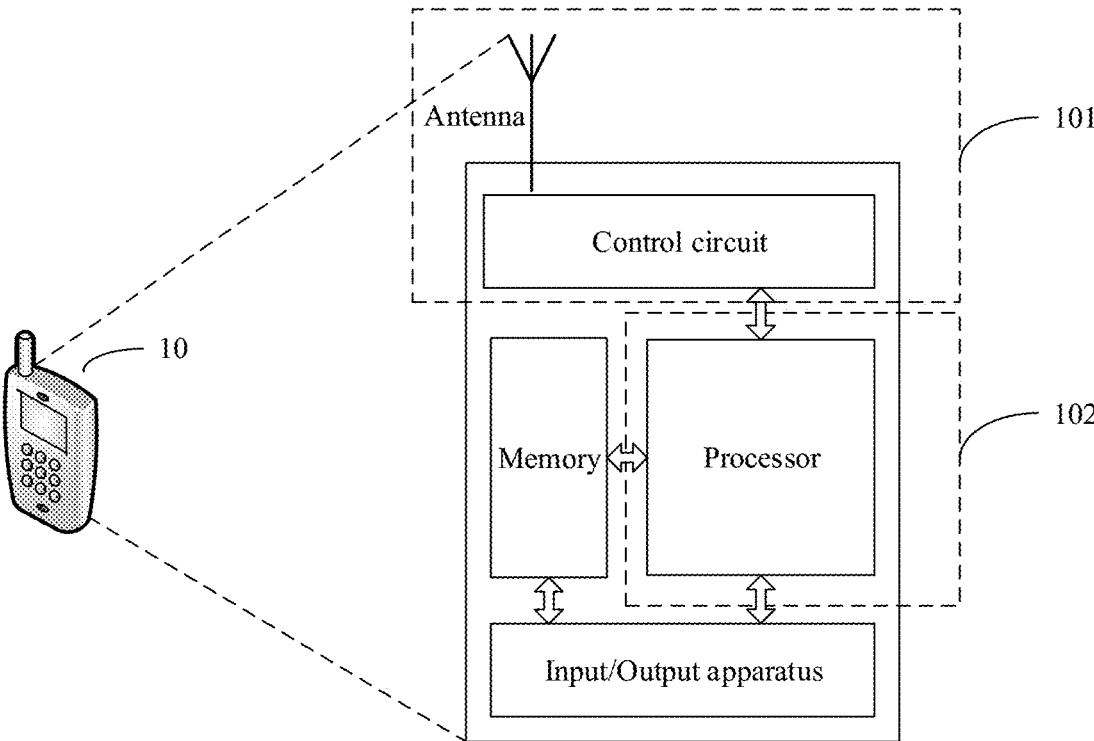 Antenna
101
Control circuit
10
Memory
Processor
102
Input/Output apparatus